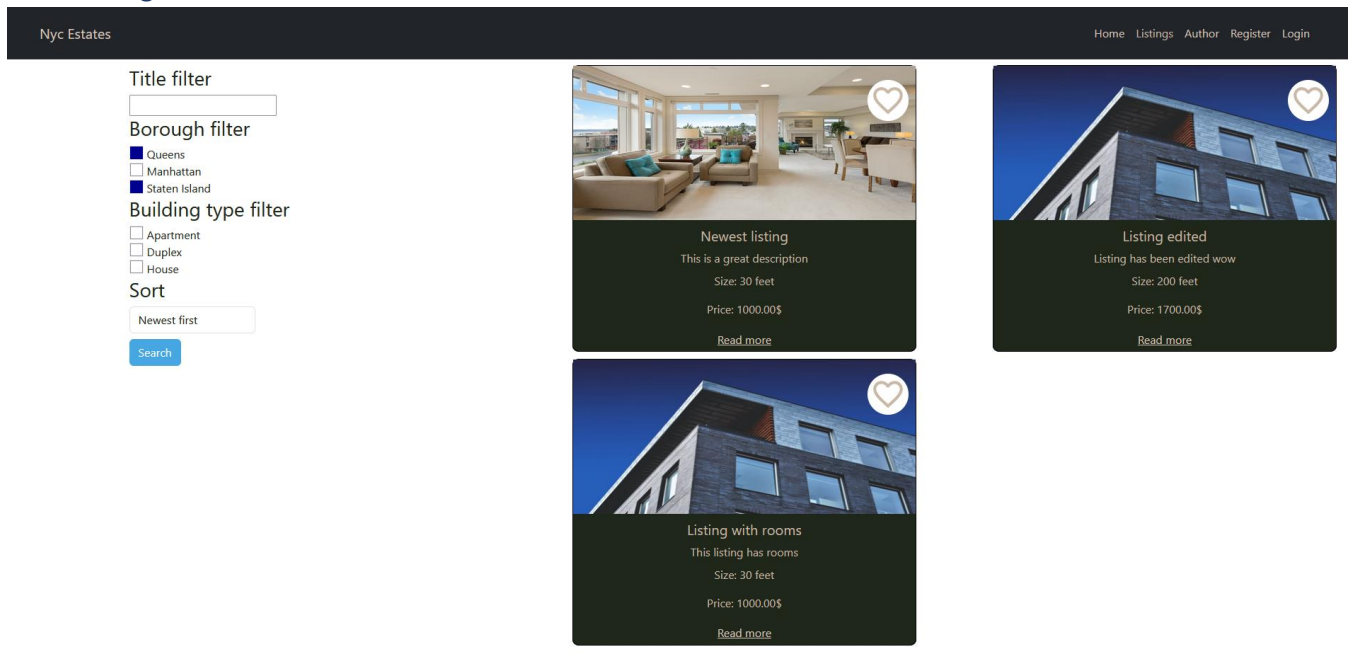 Nyc Estates
Home Listings Author Register Login
Title filter
Borough filter
Queens
Manhattan
Staten Island
Building type filter
Apartment
Duplex
House
Sort
Newest first
Search
Newest listing
This is a great description
Size: 30 feet
Price: 1000.00$
Read more
Listing edited
Listing has been edited wow
Size: 200 feet
Price: 1700.00$
Read more
Listing with rooms
This listing has rooms
Size: 30 feet
Price: 1000.00$
Read more